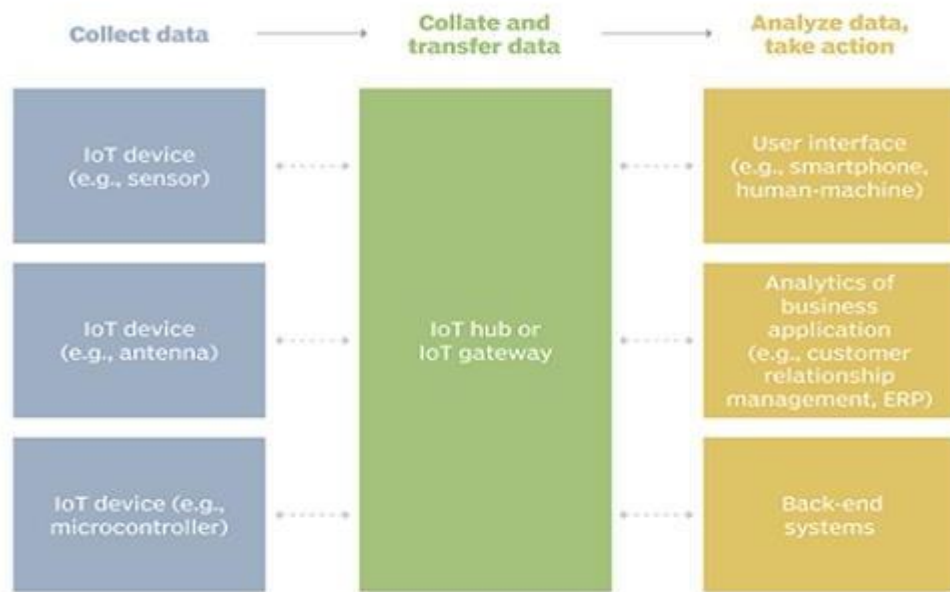 Collect data
Collate and
transfer data
Analyze data,
take action
IoT device
(e.g., sensor)
IoT device
(e.g., antenna)
IoT device (e.g.,
microcontroller)
IoT hub or
IoT gateway
User interface
(e.g., smartphone,
human-machine)
Analytics of
business
application
(e.g., customer
relationship
management, ERP)
Back-end
systems